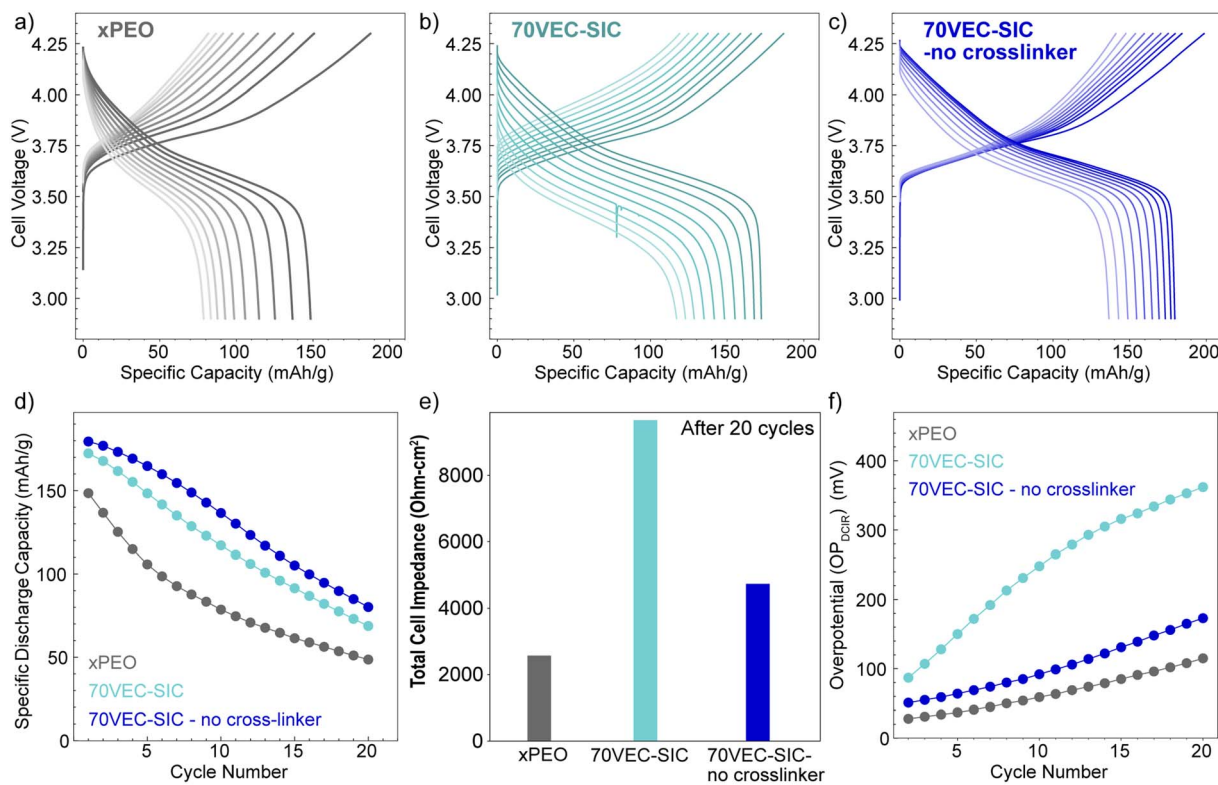 a)
xPEO
Cell Voltage (V)
4.25
4.00
3.75
3.50
3.25
3.00
0 50 100 150 200
Specific Capacity (mAh/g)
b)
70VEC-SIC
Cell Voltage (V)
4.25
4.00
3.75
3.50
3.25
3.00
0 50 100 150 200
Specific Capacity (mAh/g)
c)
70VEC-SIC
-no crosslinker
Cell Voltage (V)
4.25
4.00
3.75
3.50
3.25
3.00
0 50 100 150 200
Specific Capacity (mAh/g)
d)
Specific Discharge Capacity (mAh/g)
150
100
50
0
xPEO
70VEC-SIC
70VEC-SIC - no cross-linker
5 10 15 20
Cycle Number
e)
After 20 cycles
Total Cell Impedance (Ohm-cm²)
8000
6000
4000
2000
0
xPEO
70VEC-SIC
70VEC-SIC-
no crosslinker
f)
xPEO
70VEC-SIC
70VEC-SIC - no crosslinker
Overpotential (OP_DCIR) (mV)
400
300
200
100
0
5 10 15 20
Cycle Number